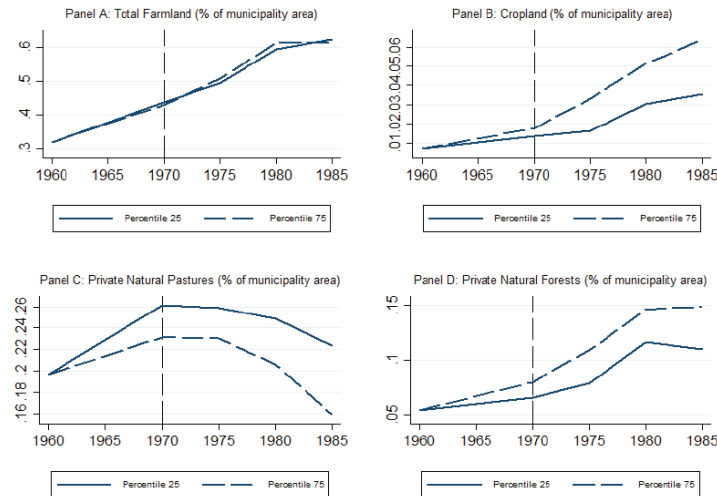 Panel A: Total Farmland (% of municipality area)
.6
.5
.4
.3
1960 1965 1970 1975 1980 1985
Percentile 25 Percentile 75
Panel B: Cropland (% of municipality area)
.01.02.03.04.05.06
1960 1965 1970 1975 1980 1985
Percentile 25 Percentile 75
Panel C: Private Natural Pastures (% of municipality area)
.16.18 .2 .22.24.26
1960 1965 1970 1975 1980 1985
Percentile 25 Percentile 75
Panel D: Private Natural Forests (% of municipality area)
.15
.1
.05
1960 1965 1970 1975 1980 1985
Percentile 25 Percentile 75